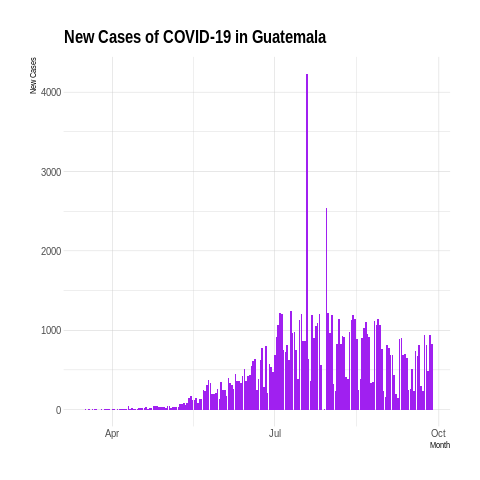 New Cases of COVID-19 in Guatemala
New Cases
4000
3000
2000
1000
0
Apr
Jul
Oct
Month